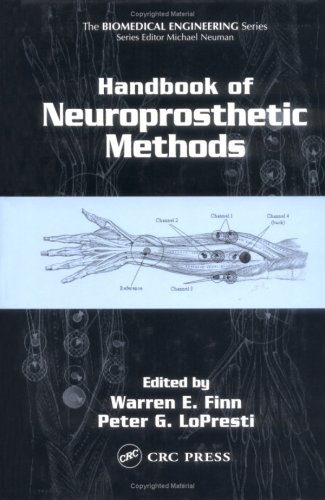 The BIOMEDICAL ENGINEERING Series
Series Editor Michael Neuman
Handbook of
Neuroprosthetic
Methods
Channel 2
Channel 1
Channel 4
(back)
Reference
Channel 3
Edited by
Warren E. Finn
Peter G. LoPresti
CRC
CRC PRESS